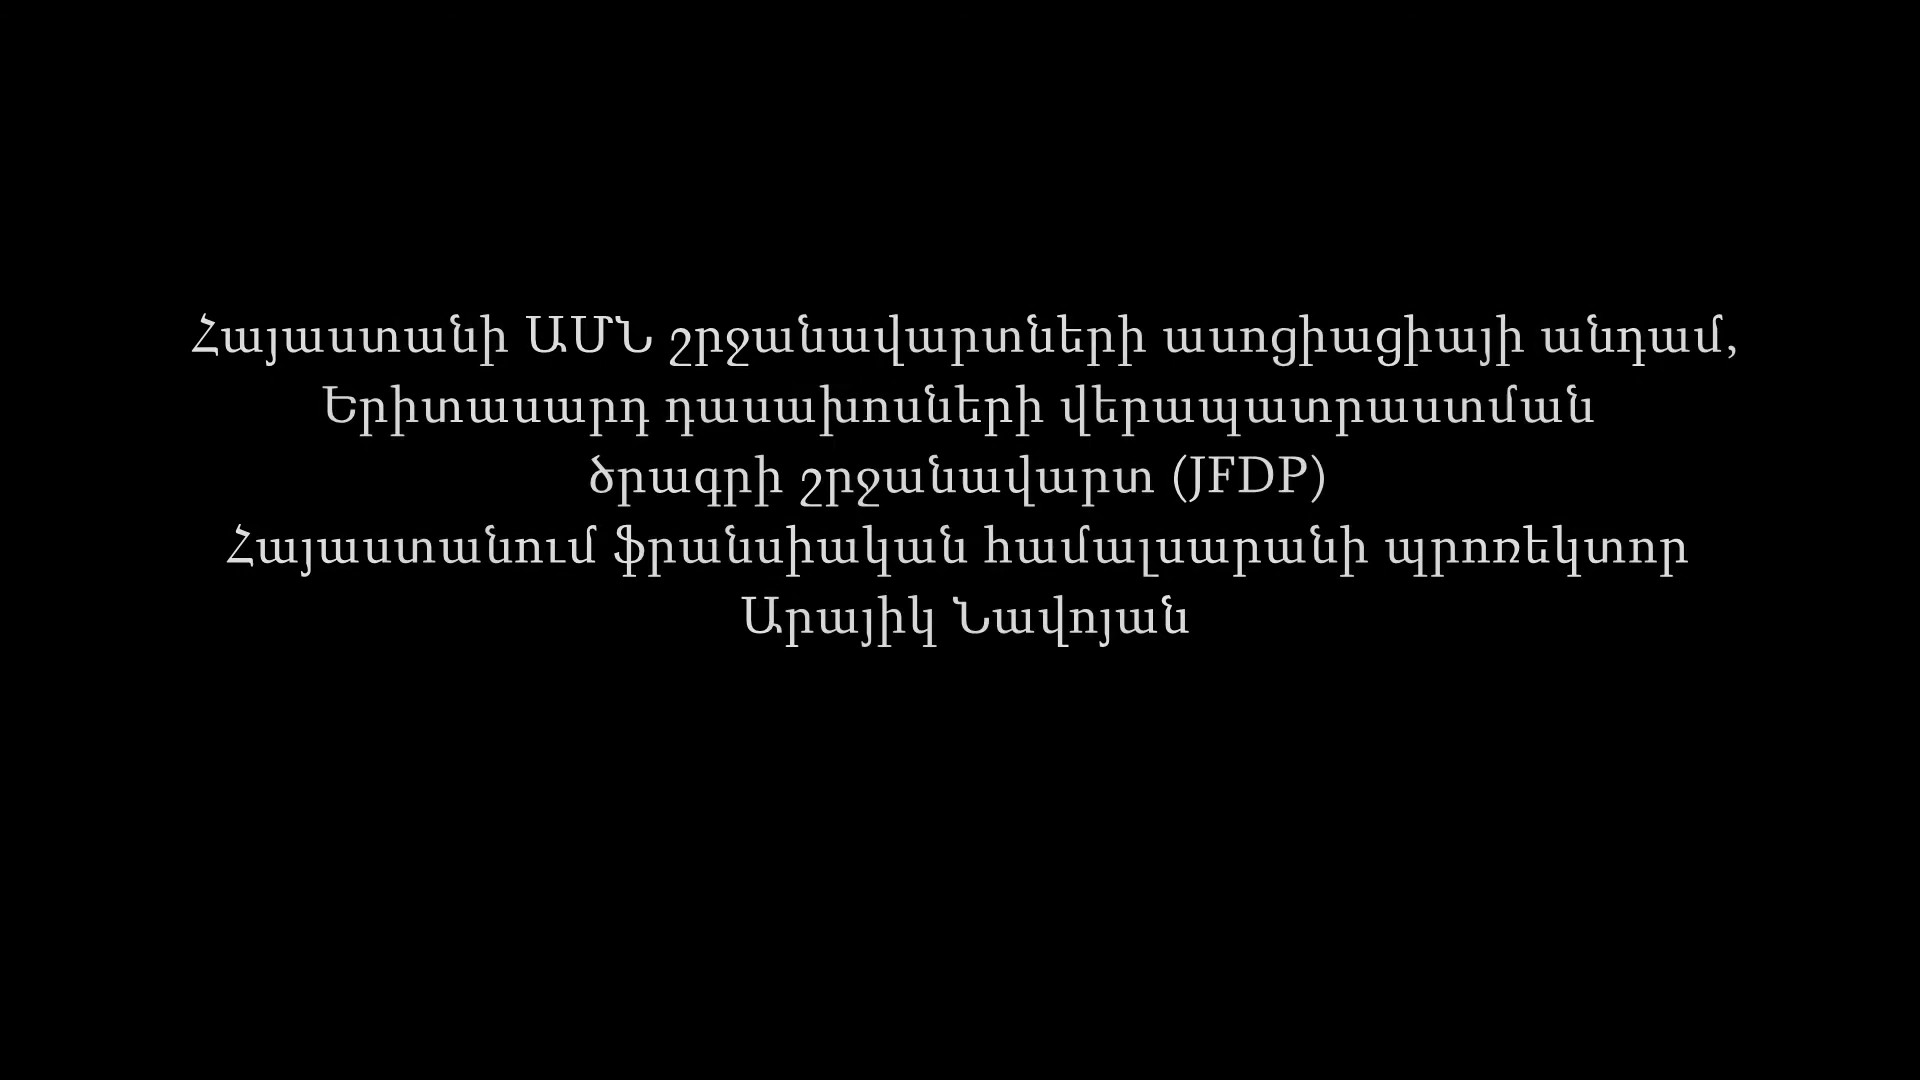 Հայաստանի ԱՄՆ շրջանավարտների ասոցիացիայի անդամ,
Երիտասարդ դասախոսների վերապատրաստման
ծրագրի շրջանավարտ (JFDP)
Հայաստանում ֆրանսիական համալսարանի պրոռեկտոր
Արայիկ Նավոյան